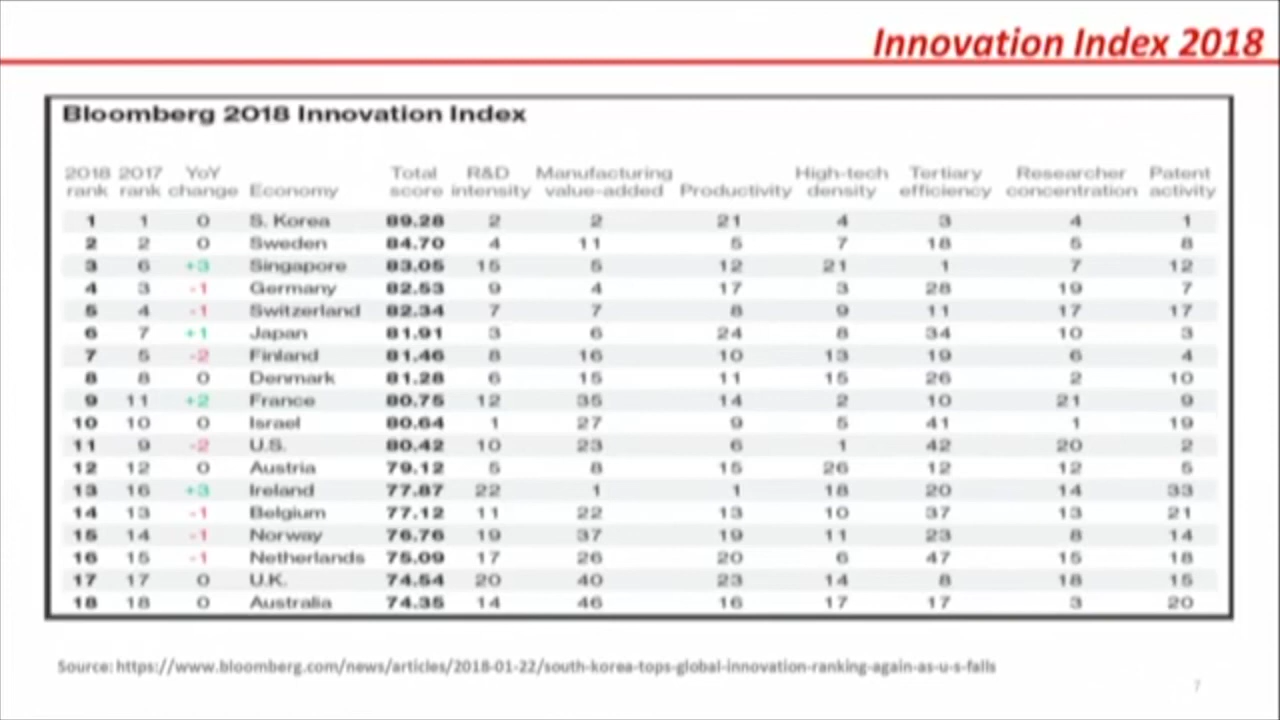 Innovation Index 2018
Bloomberg 2018 Innovation Index
2018 rank 2017 rank YoY change Economy Total score R&D intensity Manufacturing value-added Productivity High-tech density Tertiary efficiency Researcher concentration Patent activity
1 1 0 S. Korea 89.28 2 2 21 4 3 4 1
2 2 0 Sweden 84.70 4 11 5 7 18 5 8
3 6 +3 Singapore 83.05 15 5 12 21 1 7 12
4 3 -1 Germany 82.53 9 4 17 3 28 19 7
5 4 -1 Switzerland 82.34 7 7 8 9 11 17 17
6 7 +1 Japan 81.91 3 6 24 8 34 10 3
7 5 -2 Finland 81.46 8 16 10 13 19 6 4
8 8 0 Denmark 81.28 6 15 11 15 26 2 10
9 11 +2 France 80.75 12 35 14 2 10 21 9
10 10 0 Israel 80.64 1 27 9 5 41 1 19
11 9 -2 U.S. 80.42 10 23 6 1 42 20 2
12 12 0 Austria 79.12 5 8 15 26 12 12 5
13 16 +3 Ireland 77.87 22 1 1 18 20 14 33
14 13 -1 Belgium 77.12 11 22 13 10 37 13 21
15 14 -1 Norway 76.76 19 37 19 11 23 8 14
16 15 -1 Netherlands 75.09 17 26 20 6 47 15 18
17 17 0 U.K. 74.54 20 40 23 14 8 18 15
18 18 0 Australia 74.35 14 46 16 17 17 3 20
Source: https://www.bloomberg.com/news/articles/2018-01-22/south-korea-tops-global-innovation-ranking-again-as-u-s-falls
7